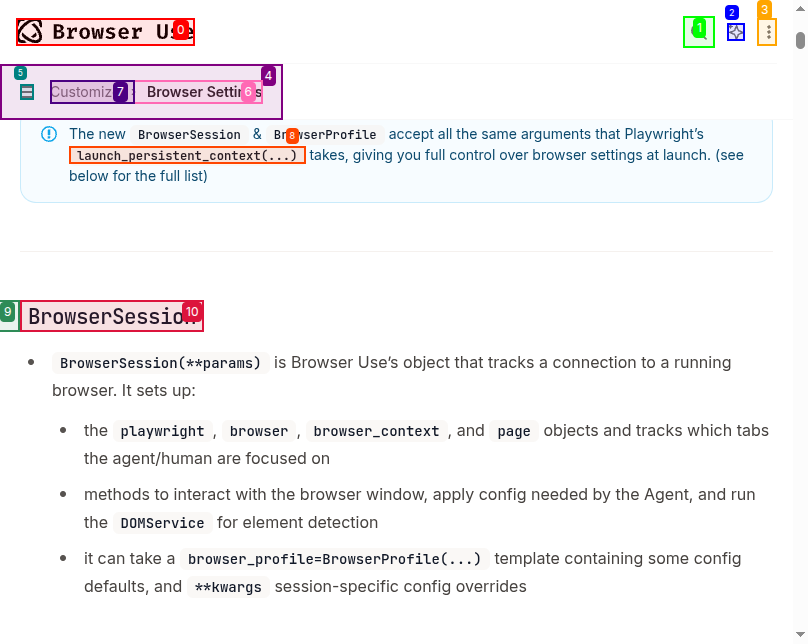 Browser Use
0
1
2
3
5
Customiz 7 Browser Settings 6
4
The new BrowserSession & BrowserProfile accept all the same arguments that Playwright's
8
launch_persistent_context(...) takes, giving you full control over browser settings at launch. (see
below for the full list)
9
BrowserSession
10
BrowserSession(**params) is Browser Use's object that tracks a connection to a running
browser. It sets up:
the playwright, browser, browser_context, and page objects and tracks which tabs
the agent/human are focused on
methods to interact with the browser window, apply config needed by the Agent, and run
the DOMService for element detection
it can take a browser_profile=BrowserProfile(...) template containing some config
defaults, and **kwargs session-specific config overrides